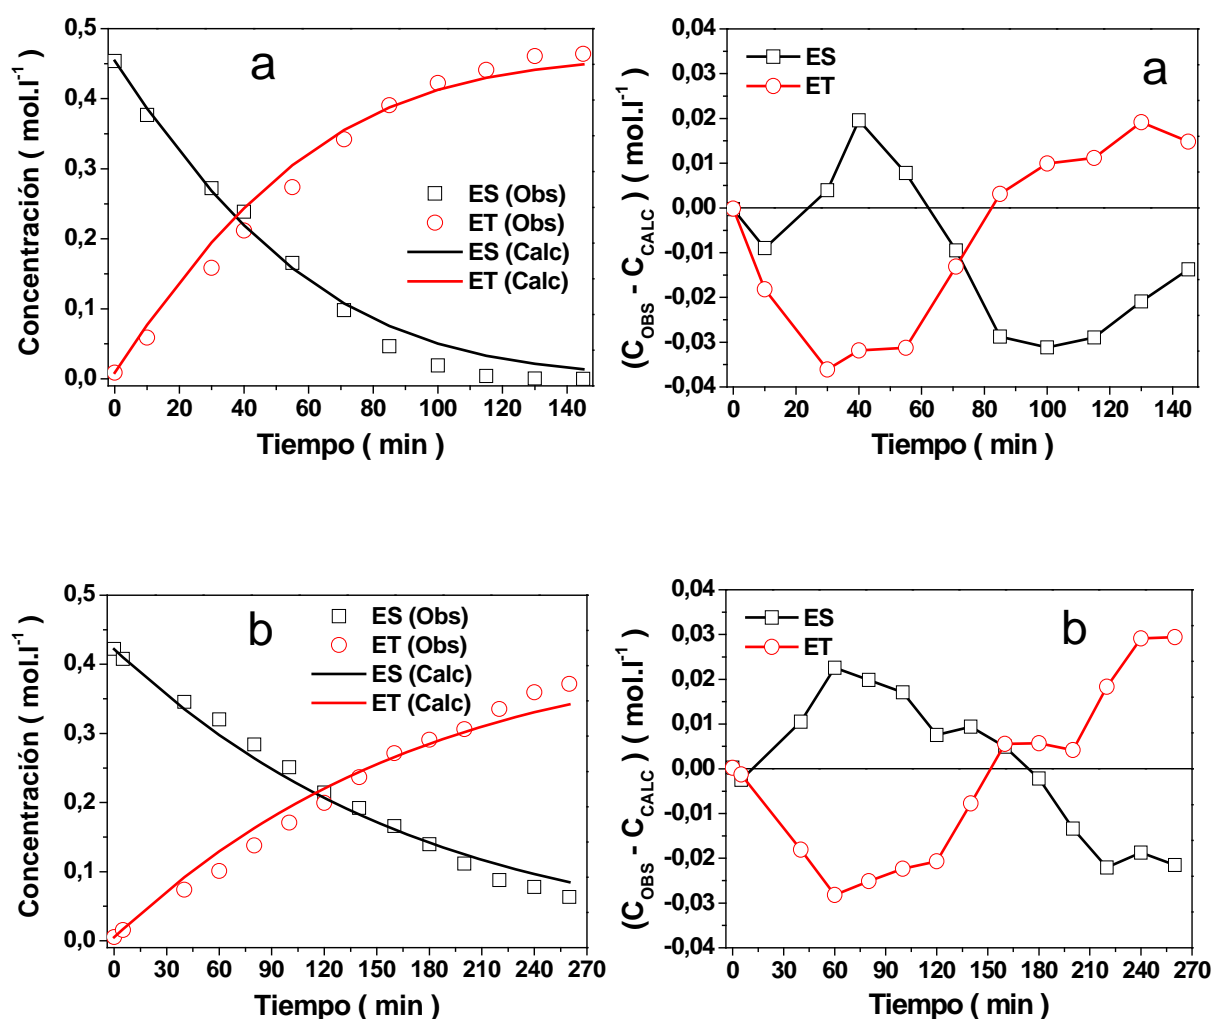 0,5
0,4
0,3
0,2
0,1
0,0
Concentración ( mol.l-1 )
a
ES (Obs)
ET (Obs)
ES (Calc)
ET (Calc)
0 20 40 60 80 100 120 140
Tiempo ( min )
0,04
0,03
0,02
0,01
0,00
-0,01
-0,02
-0,03
-0,04
(COBS - CCALC ) ( mol.l-1 )
ES
ET
a
0 20 40 60 80 100 120 140
Tiempo ( min )
0,5
0,4
0,3
0,2
0,1
0,0
Concentración ( mol.l-1 )
b
ES (Obs)
ET (Obs)
ES (Calc)
ET (Calc)
0 30 60 90 120 150 180 210 240 270
Tiempo ( min )
0,04
0,03
0,02
0,01
0,00
-0,01
-0,02
-0,03
-0,04
(COBS - CCALC ) ( mol.l-1 )
ES
ET
b
0 30 60 90 120 150 180 210 240 270
Tiempo ( min )